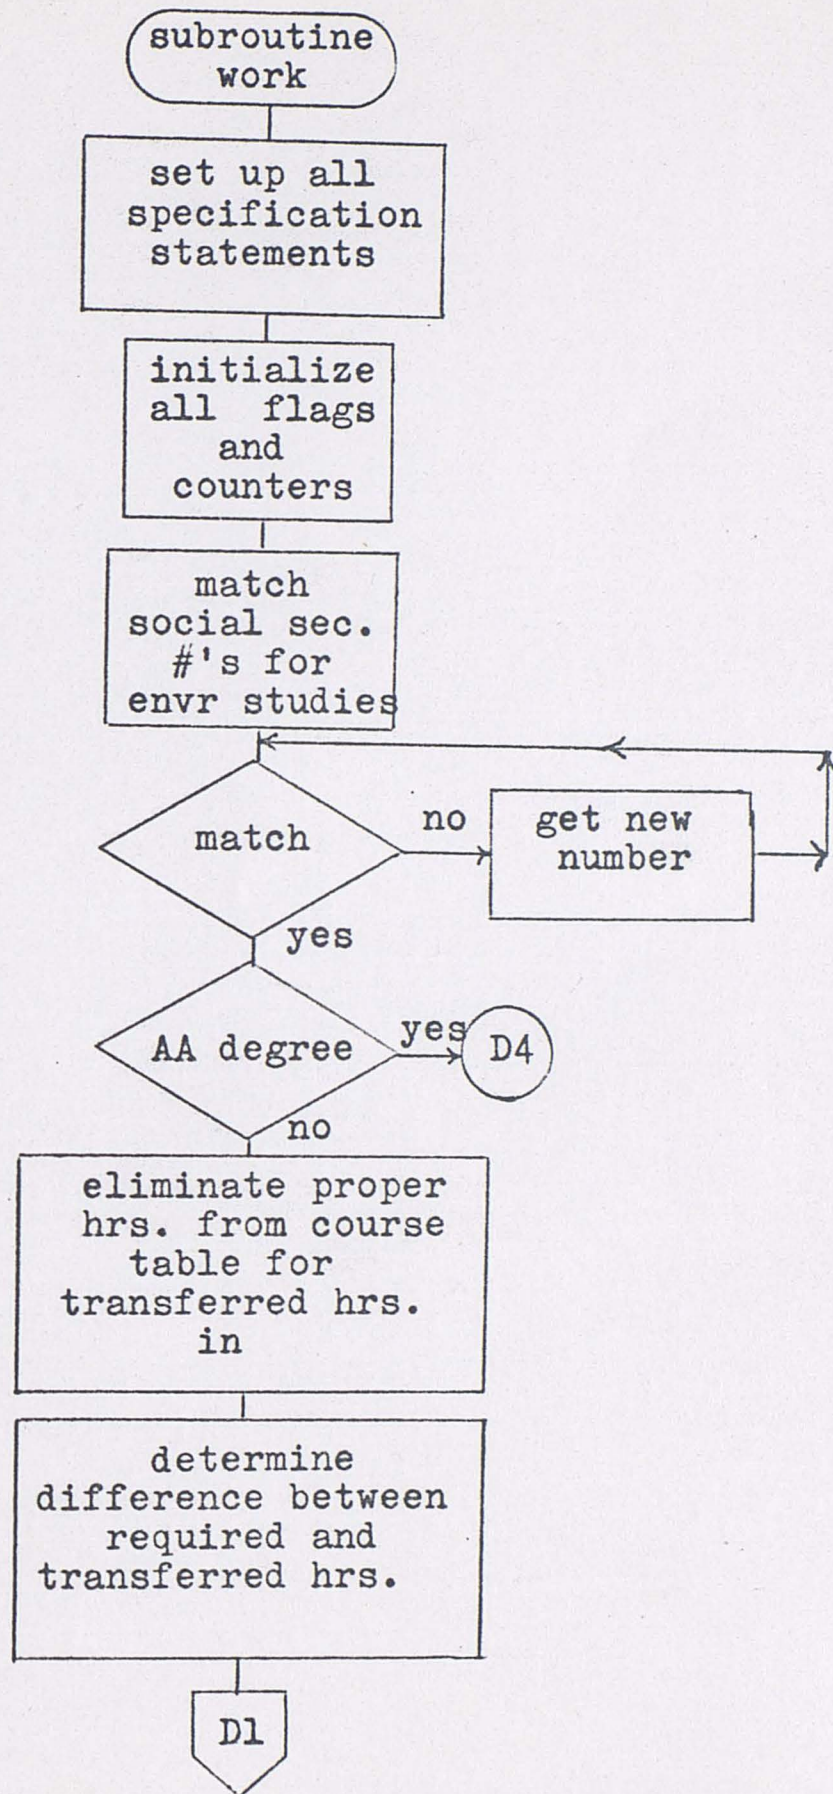 subroutine
work
set up all
specification
statements
initialize
all flags
and
counters
match
social sec.
#'s for
envr studies
match
no
get new
number
yes
AA degree
yes
D4
no
eliminate proper
hrs. from course
table for
transferred hrs.
in
determine
difference between
required and
transferred hrs.
D1